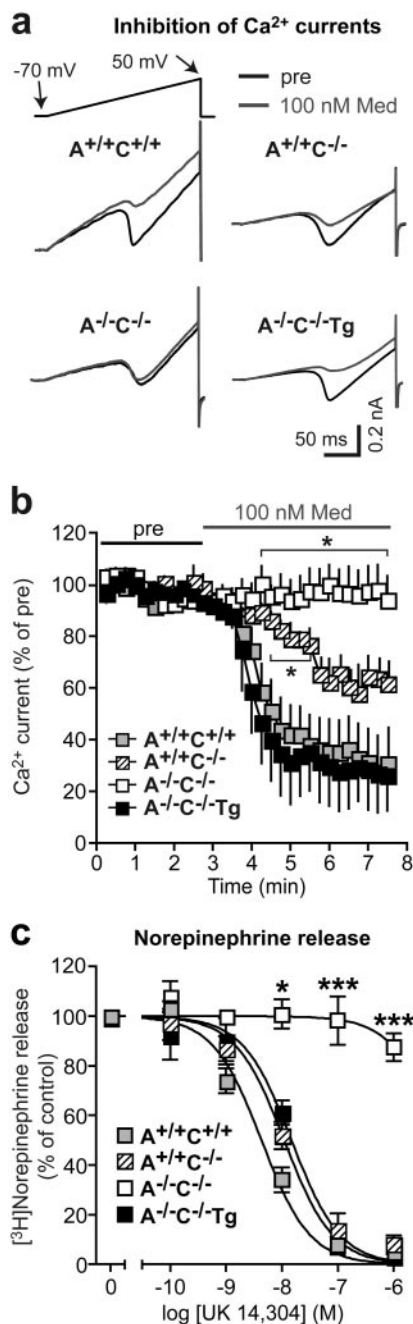 a Inhibition of Ca²⁺ currents
-70 mV
50 mV
pre
100 nM Med
A⁺/⁺C⁺/⁺
A⁺/⁺C⁻/⁻
A⁻/⁻C⁻/⁻
A⁻/⁻C⁻/⁻Tg
50 ms
0.2 nA
b
pre
100 nM Med
*
*
Ca²⁺ current (% of pre)
120
100
80
60
40
20
0
A⁺/⁺C⁺/⁺
A⁺/⁺C⁻/⁻
A⁻/⁻C⁻/⁻
A⁻/⁻C⁻/⁻Tg
0 1 2 3 4 5 6 7 8
Time (min)
c Norepinephrine release
[³H]Norepinephrine release
(% of control)
120
100
80
60
40
20
0
* *** ***
A⁺/⁺C⁺/⁺
A⁺/⁺C⁻/⁻
A⁻/⁻C⁻/⁻
A⁻/⁻C⁻/⁻Tg
0 -10 -9 -8 -7 -6
log [UK 14,304] (M)